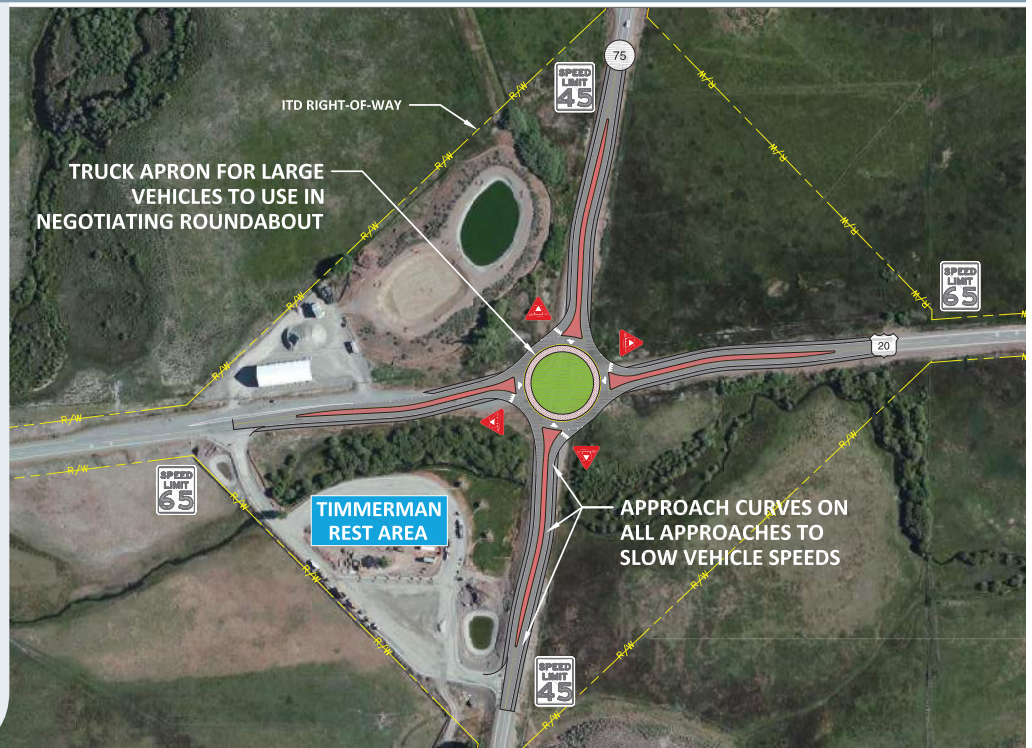 75
SPEED
LIMIT
45
ITD RIGHT-OF-WAY
R/W
R/W
R/W
TRUCK APRON FOR LARGE
VEHICLES TO USE IN
NEGOTIATING ROUNDABOUT
R/W
R/W
R/W
R/W
R/W
SPEED
LIMIT
65
R/W
20
R/W
R/W
R/W
SPEED
LIMIT
65
R/W
TIMMERMAN
REST AREA
APPROACH CURVES ON
ALL APPROACHES TO
SLOW VEHICLE SPEEDS
R/W
R/W
R/W
R/W
SPEED
LIMIT
45
R/W